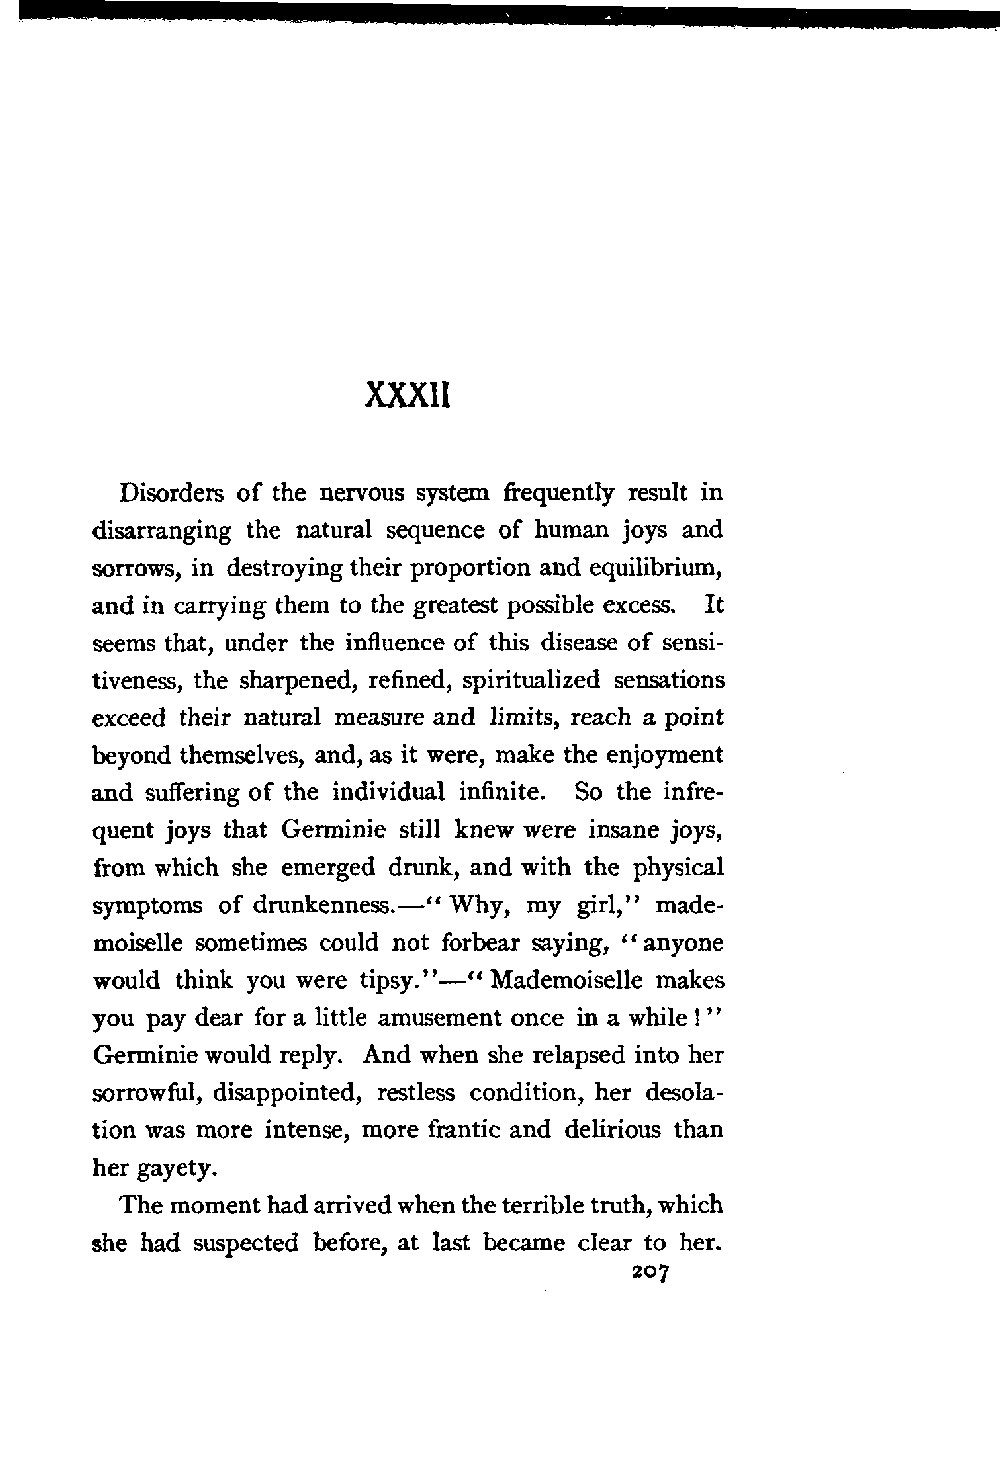 XXXII
Disorders of the nervous system frequently result in
disarranging the natural sequence of human joys and
sorrows, in destroying their proportion and equilibrium,
and in carrying them to the greatest possible excess. It
seems that, under the influence of this disease of sensi-
tiveness, the sharpened, refined, spiritualized sensations
exceed their natural measure and limits, reach a point
beyond themselves, and, as it were, make the enjoyment
and suffering of the individual infinite. So the infre-
quent joys that Germinie still knew were insane joys,
from which she emerged drunk, and with the physical
symptoms of drunkenness.—“Why, my girl,” made-
moiselle sometimes could not forbear saying, “anyone
would think you were tipsy.”—“Mademoiselle makes
you pay dear for a little amusement once in a while!”
Germinie would reply. And when she relapsed into her
sorrowful, disappointed, restless condition, her desola-
tion was more intense, more frantic and delirious than
her gayety.
The moment had arrived when the terrible truth, which
she had suspected before, at last became clear to her.
207